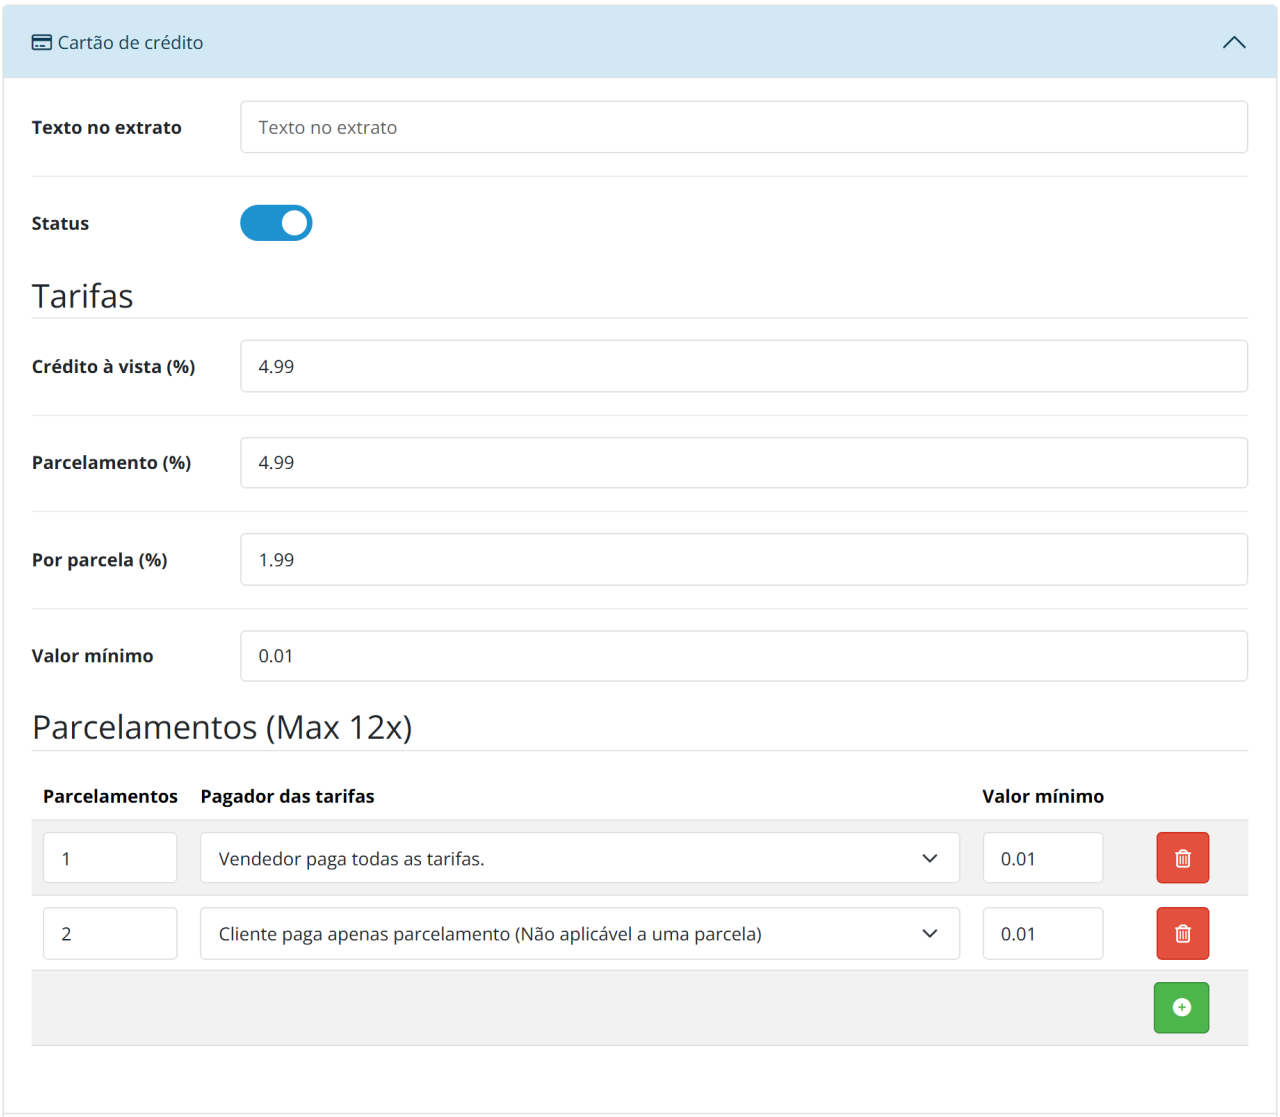 Cartão de crédito
Texto no extrato
Texto no extrato
Status
Tarifas
Crédito à vista (%)
4.99
Parcelamento (%)
4.99
Por parcela (%)
1.99
Valor mínimo
0.01
Parcelamentos (Max 12x)
Parcelamentos Pagador das tarifas Valor mínimo
1 Vendedor paga todas as tarifas. 0.01
2 Cliente paga apenas parcelamento (Não aplicável a uma parcela) 0.01